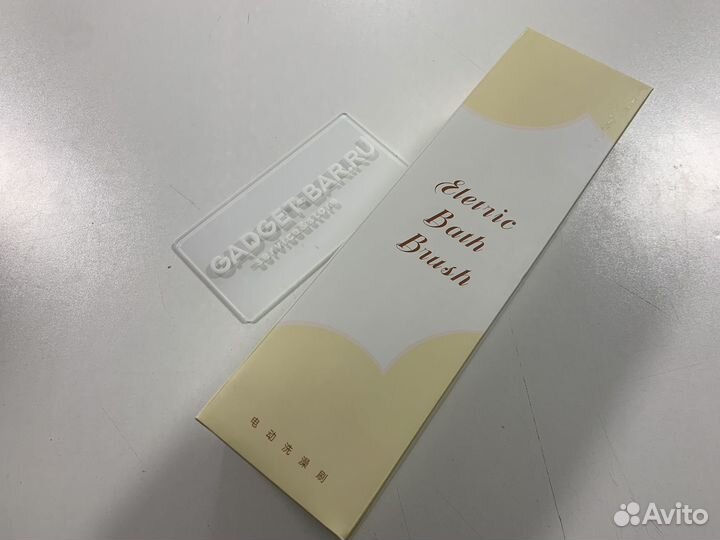 GADGET-BAR.RU
Eletric
Bath
Brush
电动洗澡刷
Avito